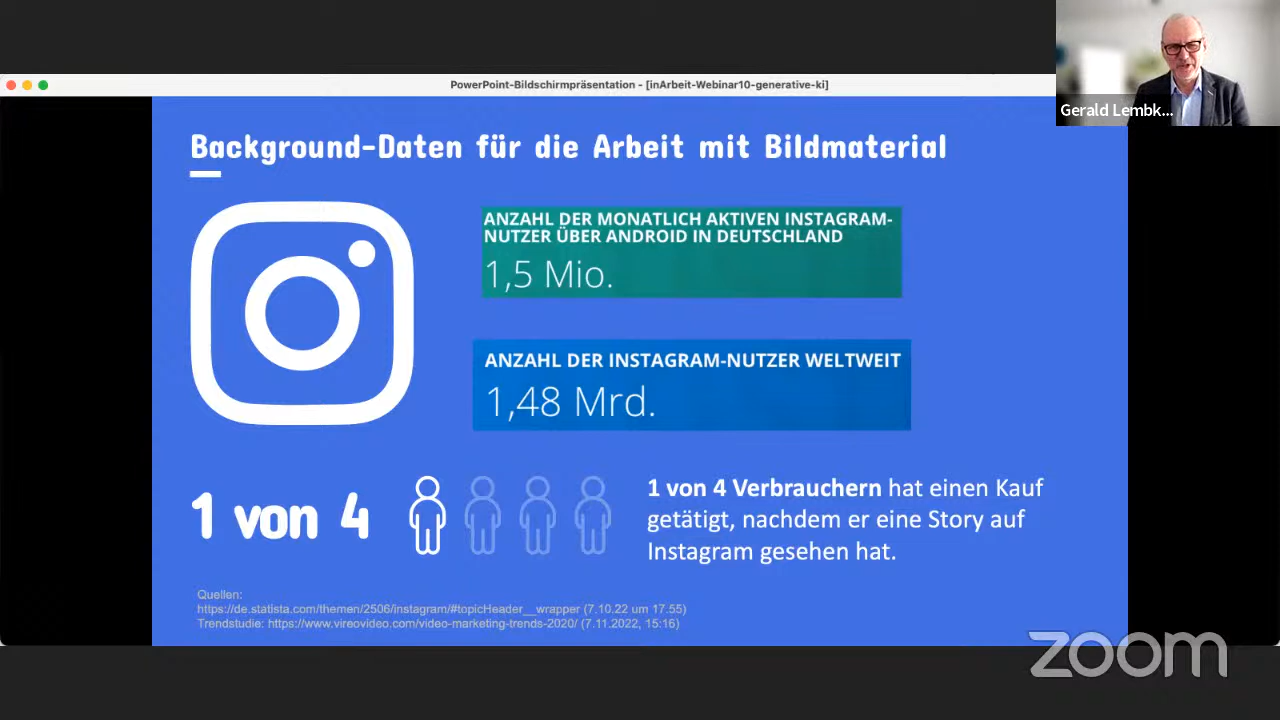 PowerPoint-Bildschirmpräsentation - [inArbeit-Webinar10-generative-ki]
Gerald Lembk...
Background-Daten für die Arbeit mit Bildmaterial
ANZAHL DER MONATLICH AKTIVEN INSTAGRAM-
NUTZER ÜBER ANDROID IN DEUTSCHLAND
1,5 Mio.
ANZAHL DER INSTAGRAM-NUTZER WELTWEIT
1,48 Mrd.
1 von 4
1 von 4 Verbrauchern hat einen Kauf
getätigt, nachdem er eine Story auf
Instagram gesehen hat.
Quellen:
https://de.statista.com/themen/2506/instagram/#topicHeader__wrapper (7.10.22 um 17.55)
Trendstudie: https://www.vireovideo.com/video-marketing-trends-2020/ (7.11.2022, 15:16)
zoom